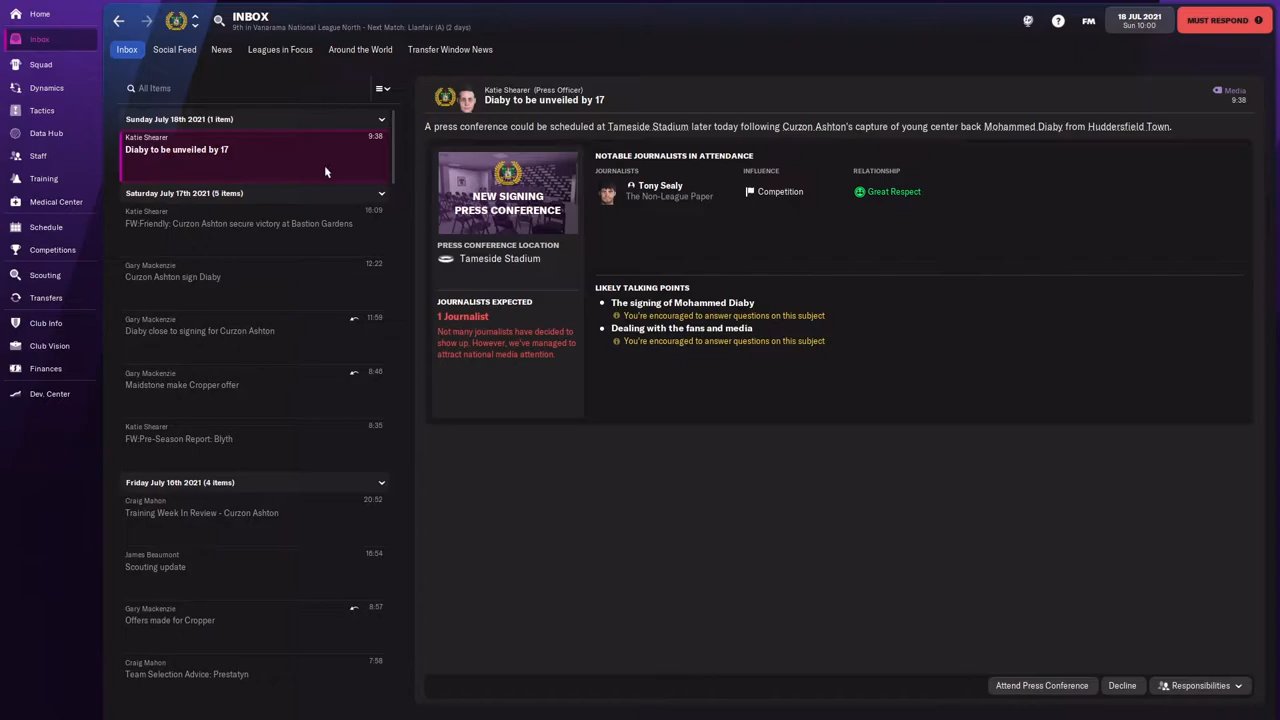 Home
Inbox
Squad
Dynamics
Tactics
Data Hub
Staff
Training
Medical Center
Schedule
Competitions
Scouting
Transfers
Club Info
Club Vision
Finances
Dev. Center
INBOX
9th in Vanarama National League North - Next Match: Llanfair (A) (2 days)
FM
18 JUL 2021
Sun 10:00
MUST RESPOND
Inbox
Social Feed
News
Leagues in Focus
Around the World
Transfer Window News
All Items
Sunday July 18th 2021 (1 item)
Katie Shearer 9:38
Diaby to be unveiled by 17
Saturday July 17th 2021 (5 items)
Katie Shearer 16:09
FW:Friendly: Curzon Ashton secure victory at Bastion Gardens
Gary Mackenzie 12:22
Curzon Ashton sign Diaby
Gary Mackenzie 11:59
Diaby close to signing for Curzon Ashton
Gary Mackenzie 8:46
Maidstone make Cropper offer
Katie Shearer 8:35
FW:Pre-Season Report: Blyth
Friday July 16th 2021 (4 items)
Craig Mahon 20:52
Training Week In Review - Curzon Ashton
James Beaumont 16:54
Scouting update
Gary Mackenzie 8:57
Offers made for Cropper
Craig Mahon 7:58
Team Selection Advice: Prestatyn
Katie Shearer (Press Officer)
Diaby to be unveiled by 17
Media
9:38
A press conference could be scheduled at Tameside Stadium later today following Curzon Ashton's capture of young center back Mohammed Diaby from Huddersfield Town.
NEW SIGNING
PRESS CONFERENCE
PRESS CONFERENCE LOCATION
Tameside Stadium
JOURNALISTS EXPECTED
1 Journalist
Not many journalists have decided to
show up. However, we've managed to
attract national media attention.
NOTABLE JOURNALISTS IN ATTENDANCE
JOURNALISTS INFLUENCE RELATIONSHIP
Tony Sealy
The Non-League Paper
Competition
Great Respect
LIKELY TALKING POINTS
The signing of Mohammed Diaby
You're encouraged to answer questions on this subject
Dealing with the fans and media
You're encouraged to answer questions on this subject
Attend Press Conference
Decline
Responsibilities